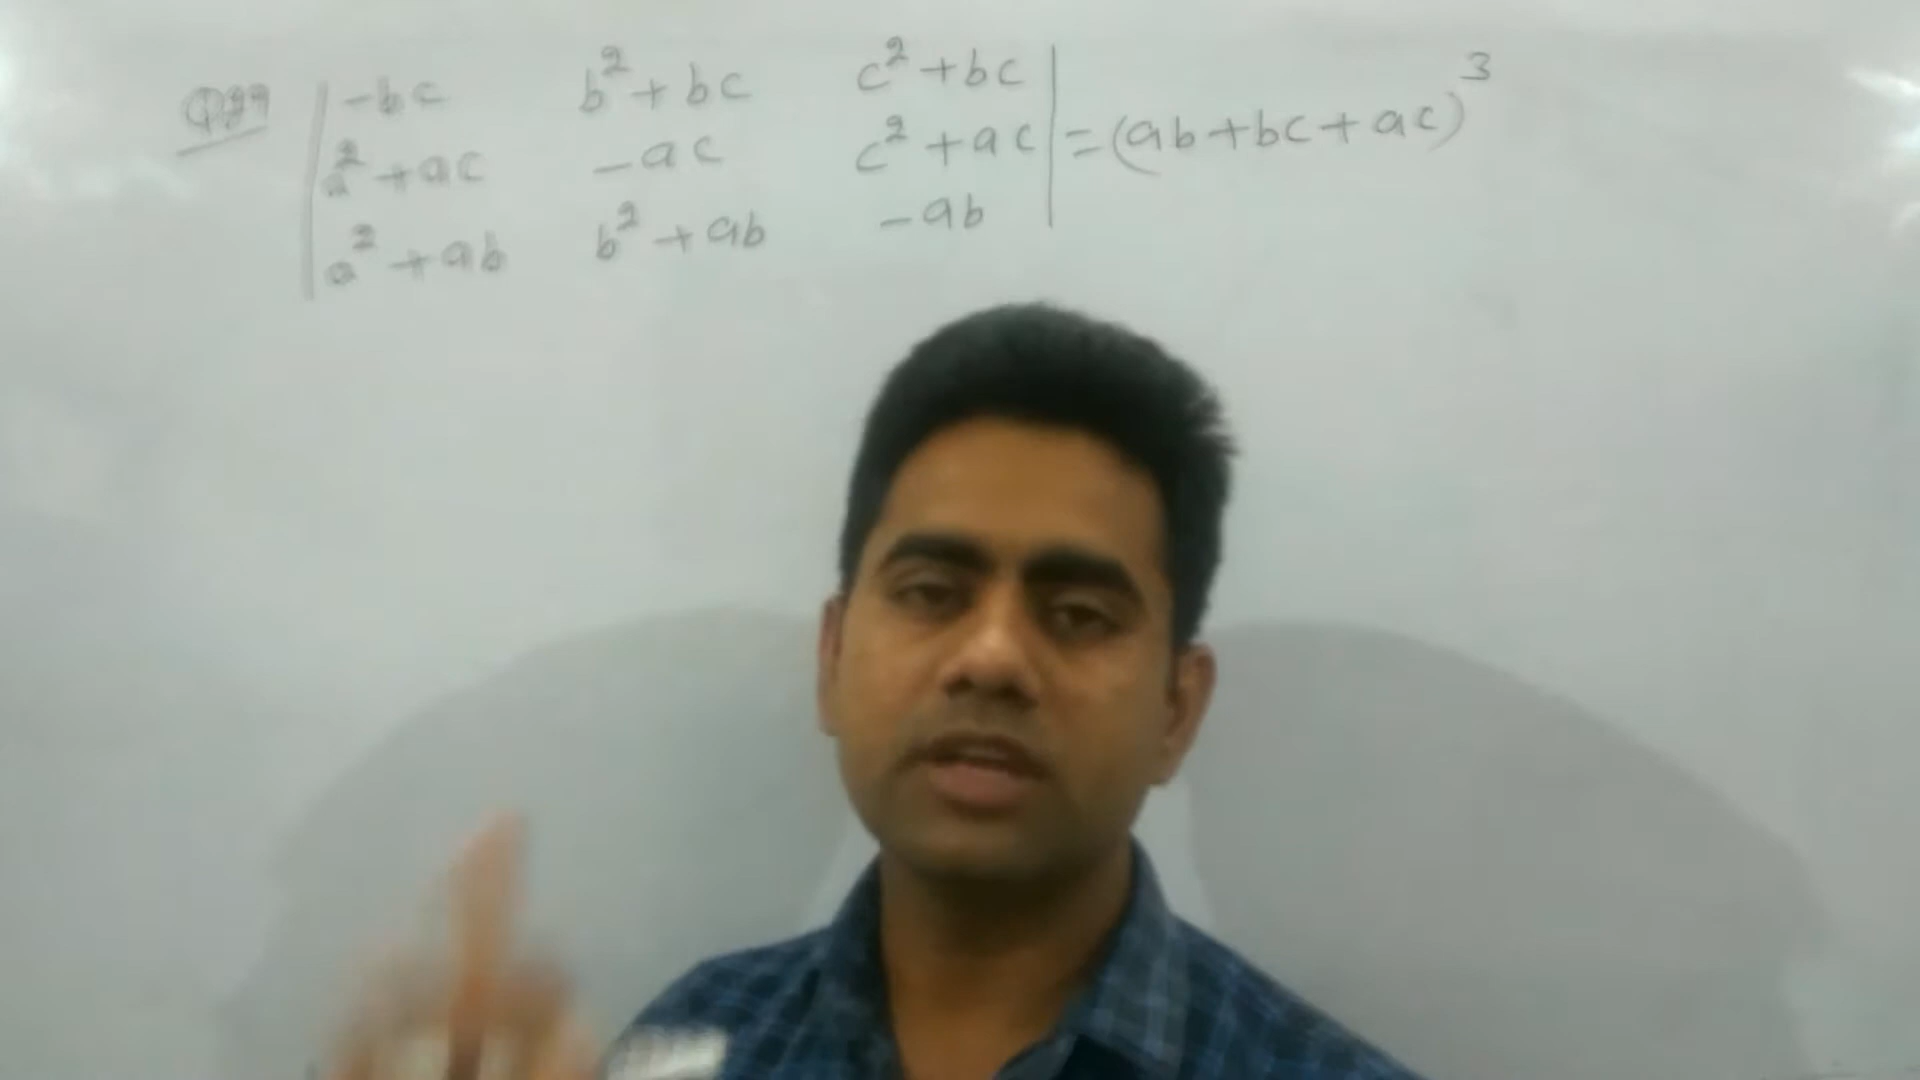 Q99 | -bc b² + bc c² + bc |
| a² + ac - ac c² + ac | = (ab + bc + ac)³
| a² + ab b² + ab - ab |